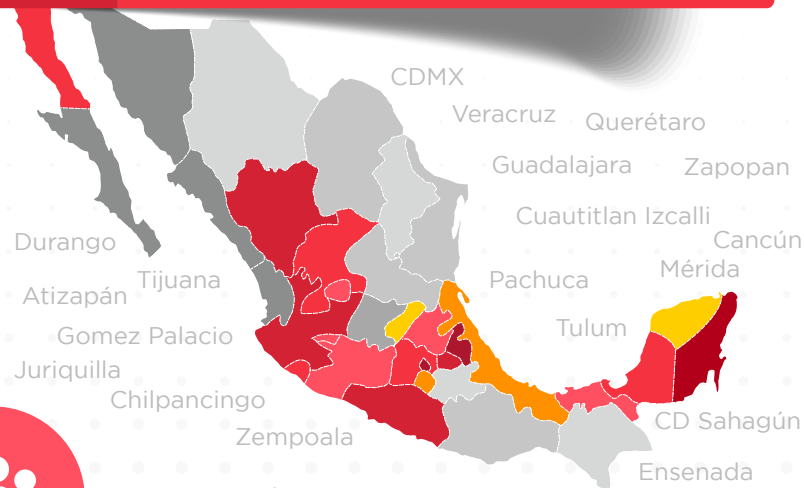 CDMX
Veracruz
Querétaro
Guadalajara
Zapopan
Cuautitlan Izcalli
Cancún
Durango
Mérida
Tijuana
Pachuca
Atizapán
Tulum
Gomez Palacio
Juriquilla
Chilpancingo
CD Sahagún
Zempoala
Ensenada